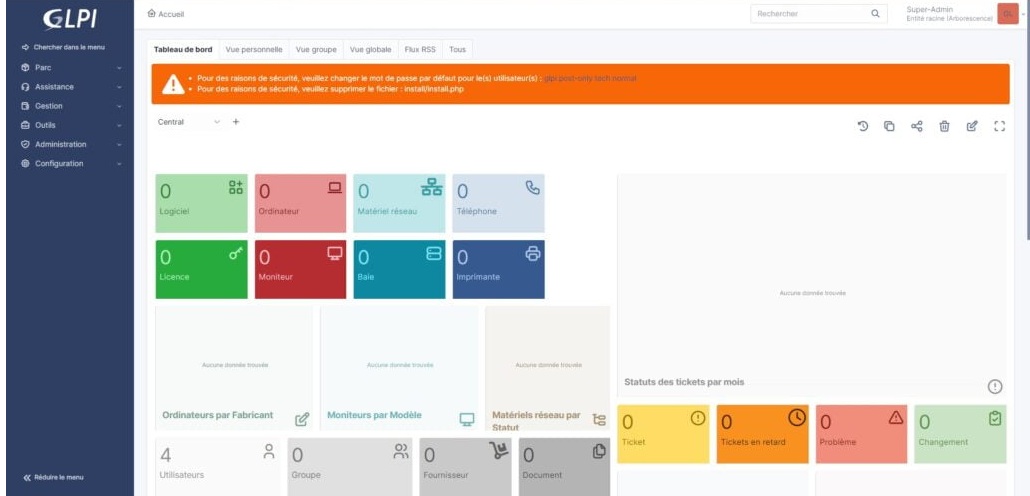 GLPI
Accueil
Rechercher
Super-Admin
Entité racine (Arborescence)
GL
Chercher dans le menu
Parc
Assistance
Gestion
Outils
Administration
Configuration
Réduire le menu
Tableau de bord Vue personnelle Vue groupe Vue globale Flux RSS Tous
• Pour des raisons de sécurité, veuillez changer le mot de passe par défaut pour le(s) utilisateur(s) : glpi post-only tech normal
• Pour des raisons de sécurité, veuillez supprimer le fichier : install/install.php
Central
0
Logiciel
0
Ordinateur
0
Matériel réseau
0
Téléphone
0
Licence
0
Moniteur
0
Baie
0
Imprimante
Aucune donnée trouvée
Statuts des tickets par mois
Aucune donnée trouvée
Ordinateurs par Fabricant
Aucune donnée trouvée
Moniteurs par Modèle
Aucune donnée trouvée
Matériels réseau par
Statut
0
Ticket
0
Tickets en retard
0
Problème
0
Changement
4
Utilisateurs
0
Groupe
0
Fournisseur
0
Document